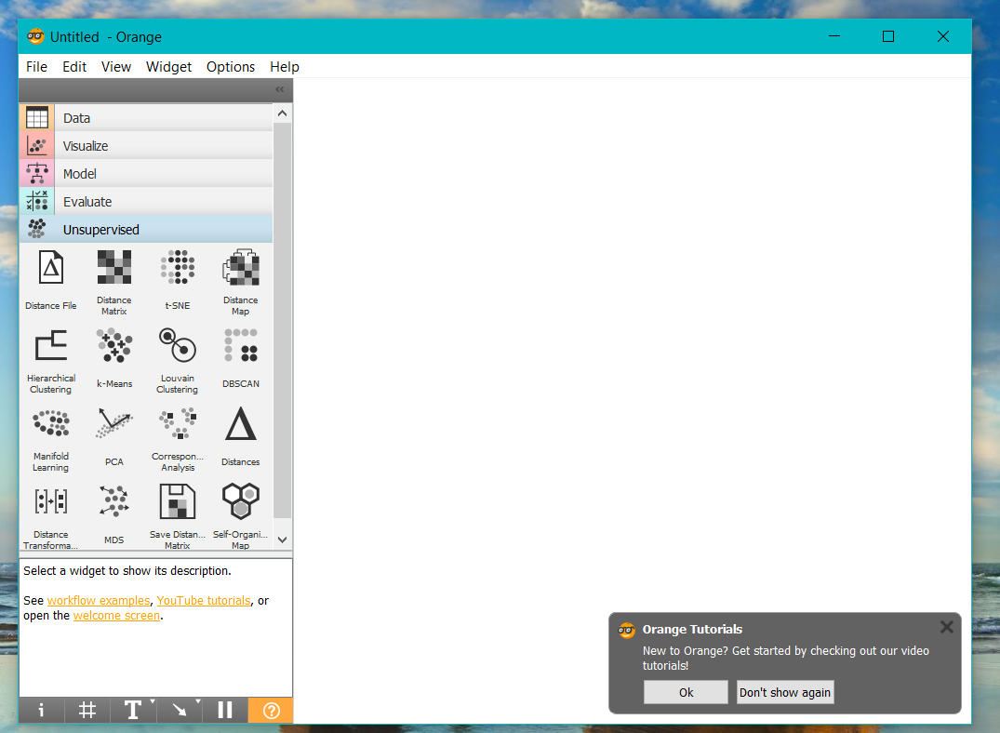 Untitled - Orange
File Edit View Widget Options Help
Data
Visualize
Model
Evaluate
Unsupervised
Distance File
Distance
Matrix
t-SNE
Distance
Map
Hierarchical
Clustering
k-Means
Louvain
Clustering
DBSCAN
Manifold
Learning
PCA
Correspon...
Analysis
Distances
Distance
Transforma...
MDS
Save Distan...
Matrix
Self-Organi...
Map
Select a widget to show its description.
See workflow examples, YouTube tutorials, or
open the welcome screen.
Orange Tutorials
New to Orange? Get started by checking out our video
tutorials!
Ok
Don't show again